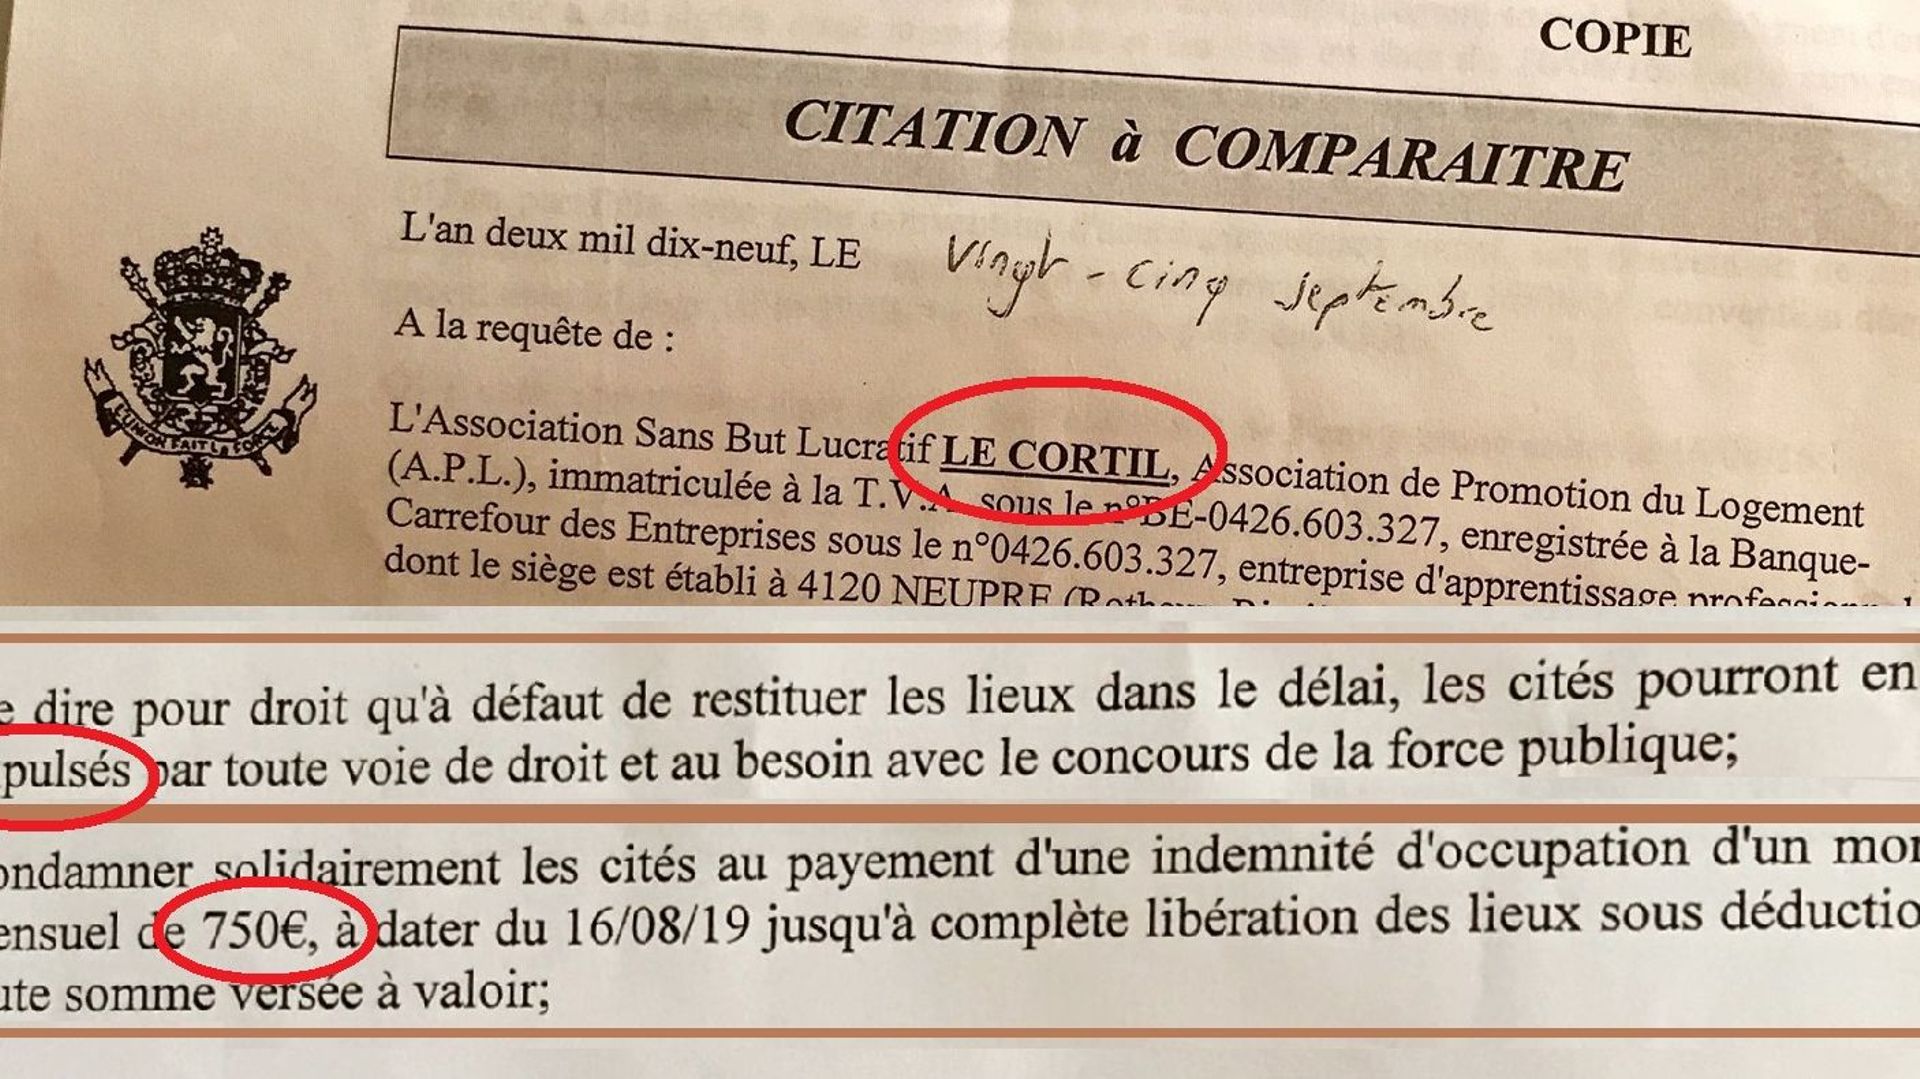 COPIE
CITATION à COMPARAITRE
L'an deux mil dix-neuf, LE vingt-cinq septembre
A la requête de :
L'Association Sans But Lucratif LE CORTIL, Association de Promotion du Logement
(A.P.L.), immatriculée à la T.V.A. sous le n°BE-0426.603.327, enregistrée à la Banque-
Carrefour des Entreprises sous le n°0426.603.327, entreprise d'apprentissage
dont le siège est établi à 4120 NEUPRE
L'UNION FAIT LA FORCE
e dire pour droit qu'à défaut de restituer les lieux dans le délai, les cités pourront en
pulsés par toute voie de droit et au besoin avec le concours de la force publique;
ondamner solidairement les cités au payement d'une indemnité d'occupation d'un mon
ensuel de 750€, à dater du 16/08/19 jusqu'à complète libération des lieux sous déductio
ute somme versée à valoir;